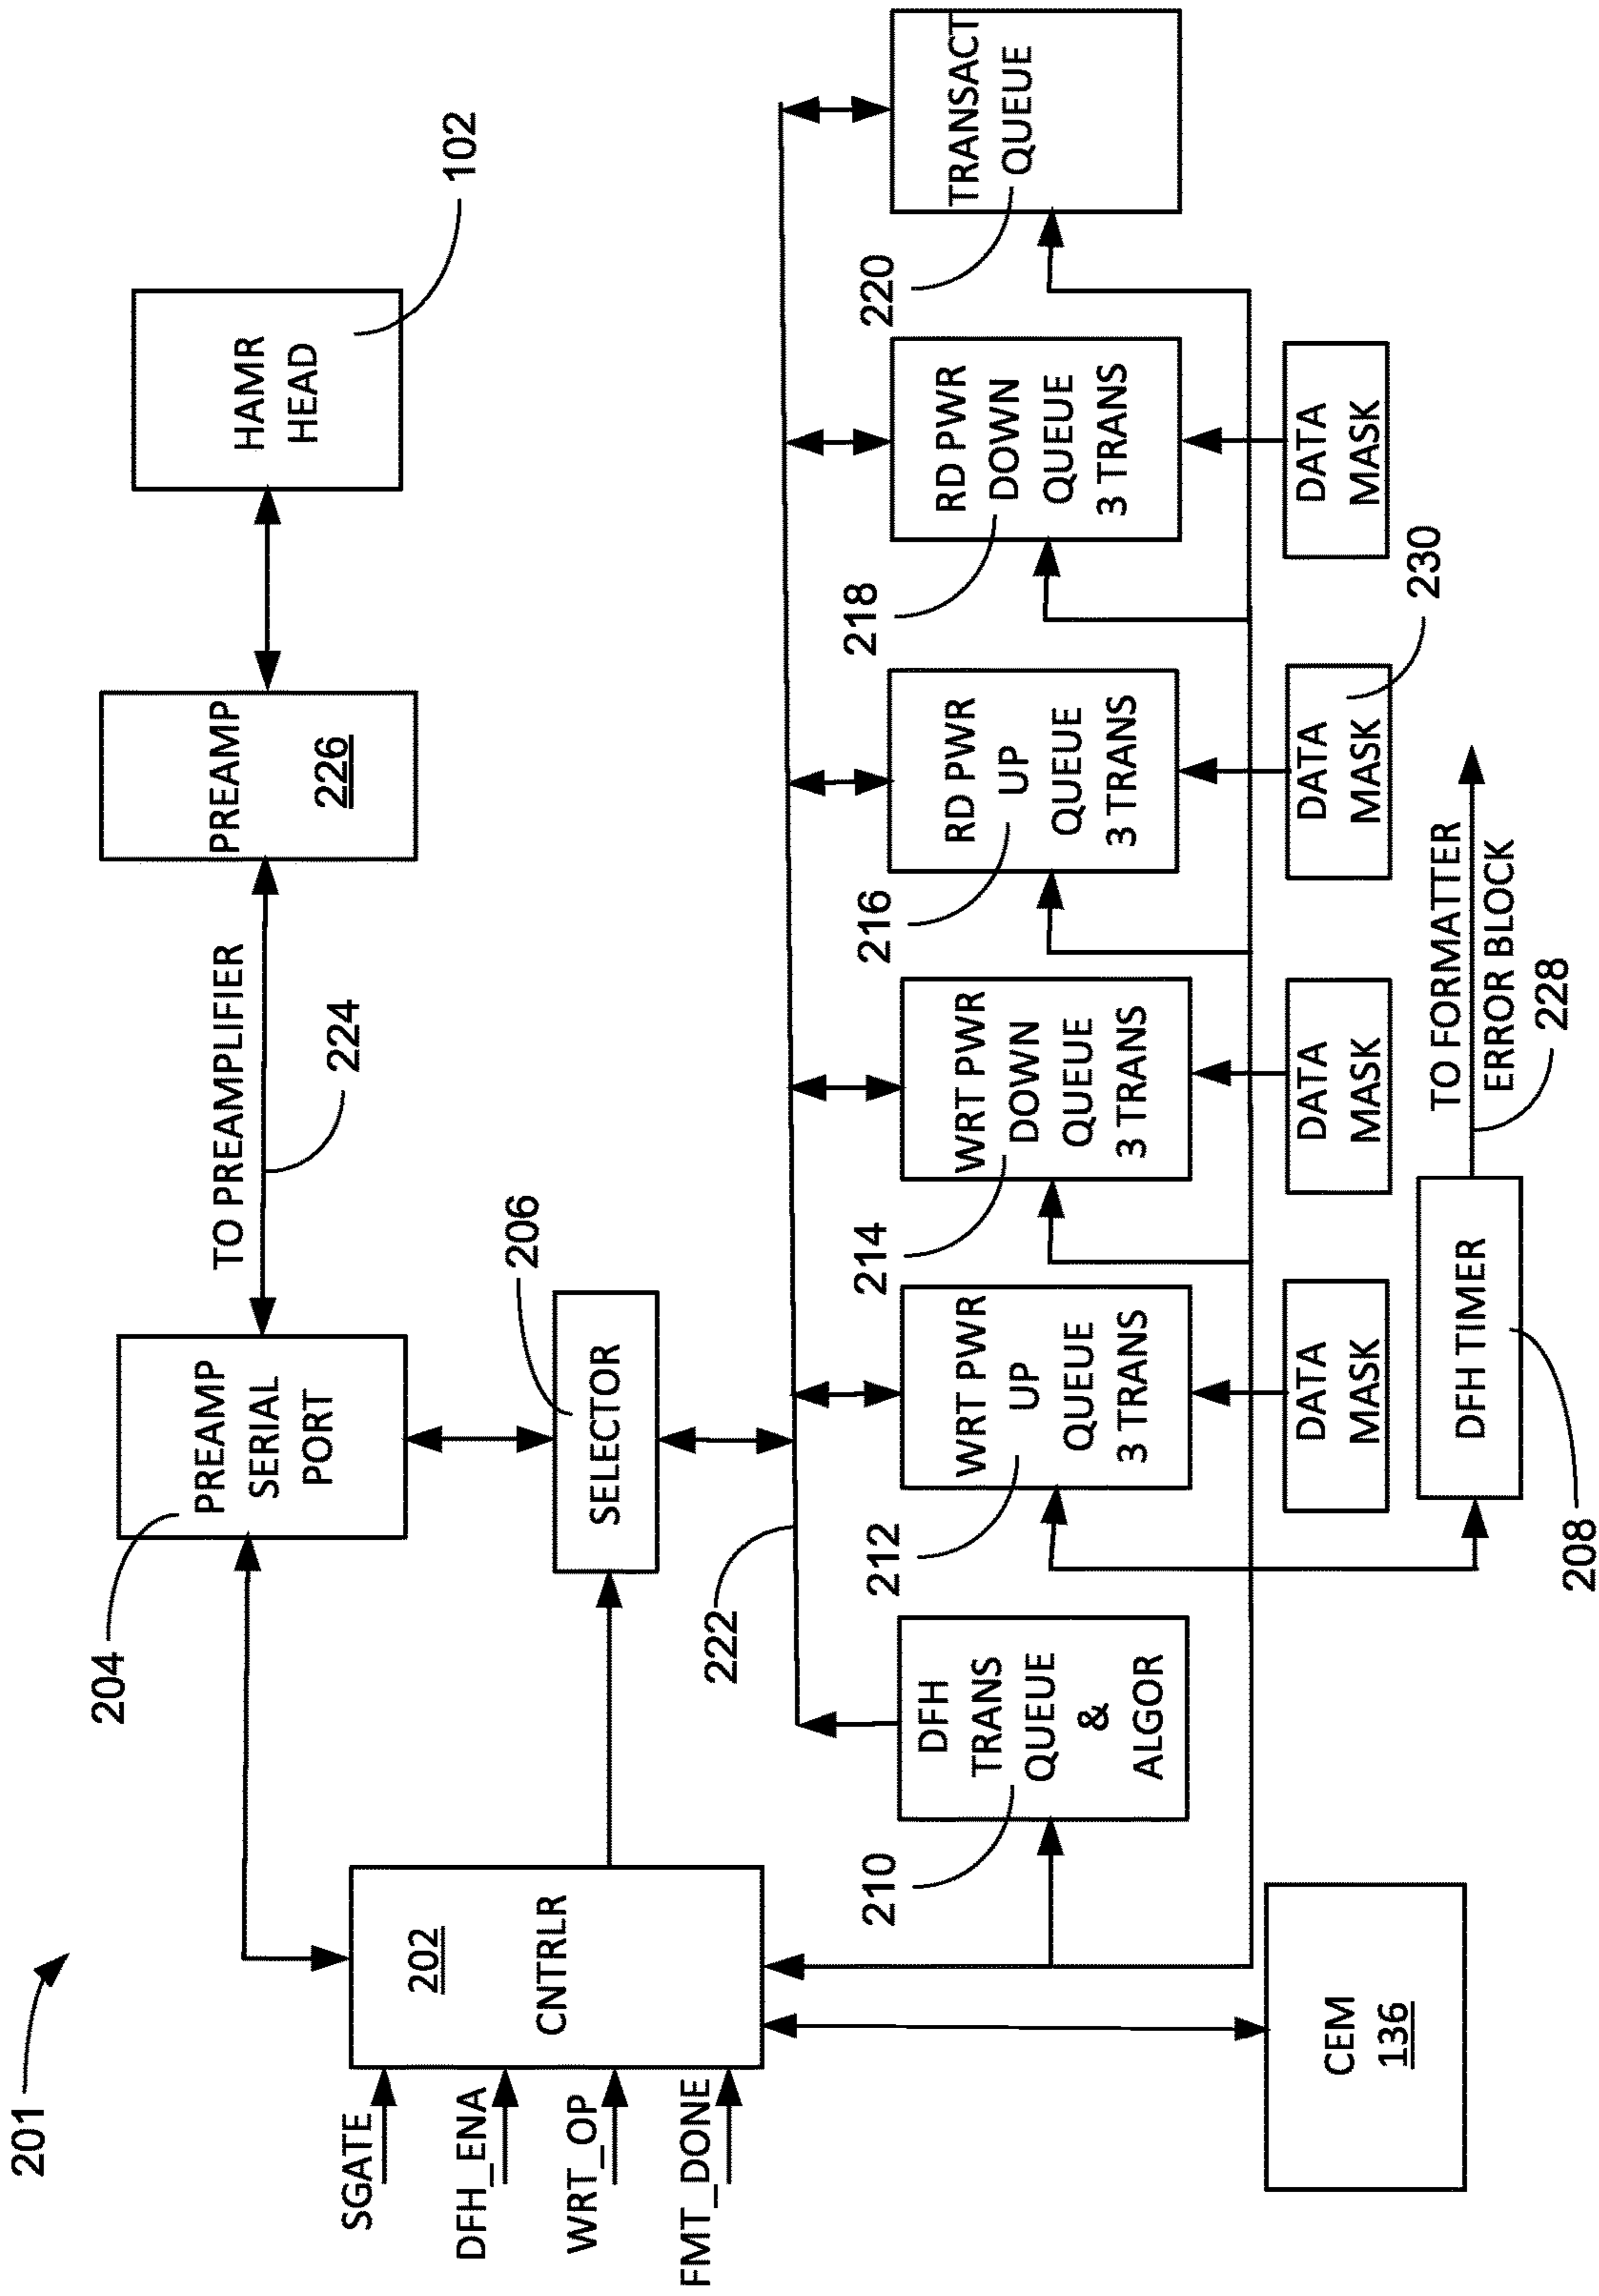 201
SGATE
DFH_ENA
WRT_OP
FMT_DONE
202
CNTRLR
204
PREAMP
SERIAL
PORT
TO PREAMPLIFIER
224
PREAMP
226
HAMR
HEAD
102
206
SELECTOR
222
210
DFH
TRANS
QUEUE
&
ALGOR
212
WRT PWR
UP
QUEUE
3 TRANS
214
WRT PWR
DOWN
QUEUE
3 TRANS
216
RD PWR
UP
QUEUE
3 TRANS
218
RD PWR
DOWN
QUEUE
3 TRANS
220
TRANSACT
QUEUE
CEM
136
DATA
MASK
DATA
MASK
DATA
MASK
230
DATA
MASK
DFH TIMER
208
TO FORMATTER
ERROR BLOCK
228